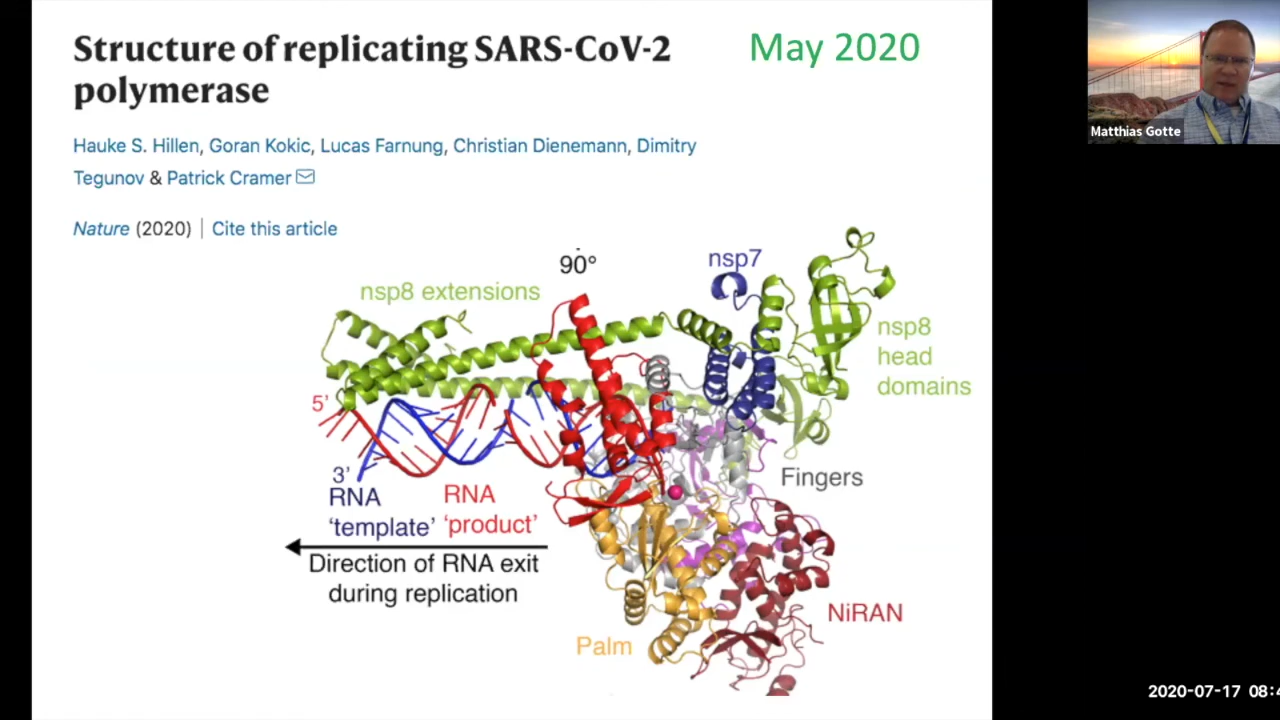 Structure of replicating SARS-CoV-2
polymerase
May 2020
Hauke S. Hillen, Goran Kokic, Lucas Farnung, Christian Dienemann, Dimitry
Tegunov & Patrick Cramer
Nature (2020) | Cite this article
90°
nsp7
nsp8 extensions
nsp8
head
domains
5’
3’
RNA
‘template’
RNA
‘product’
Fingers
Direction of RNA exit
during replication
NiRAN
Palm
Matthias Gotte
2020-07-17 08:4